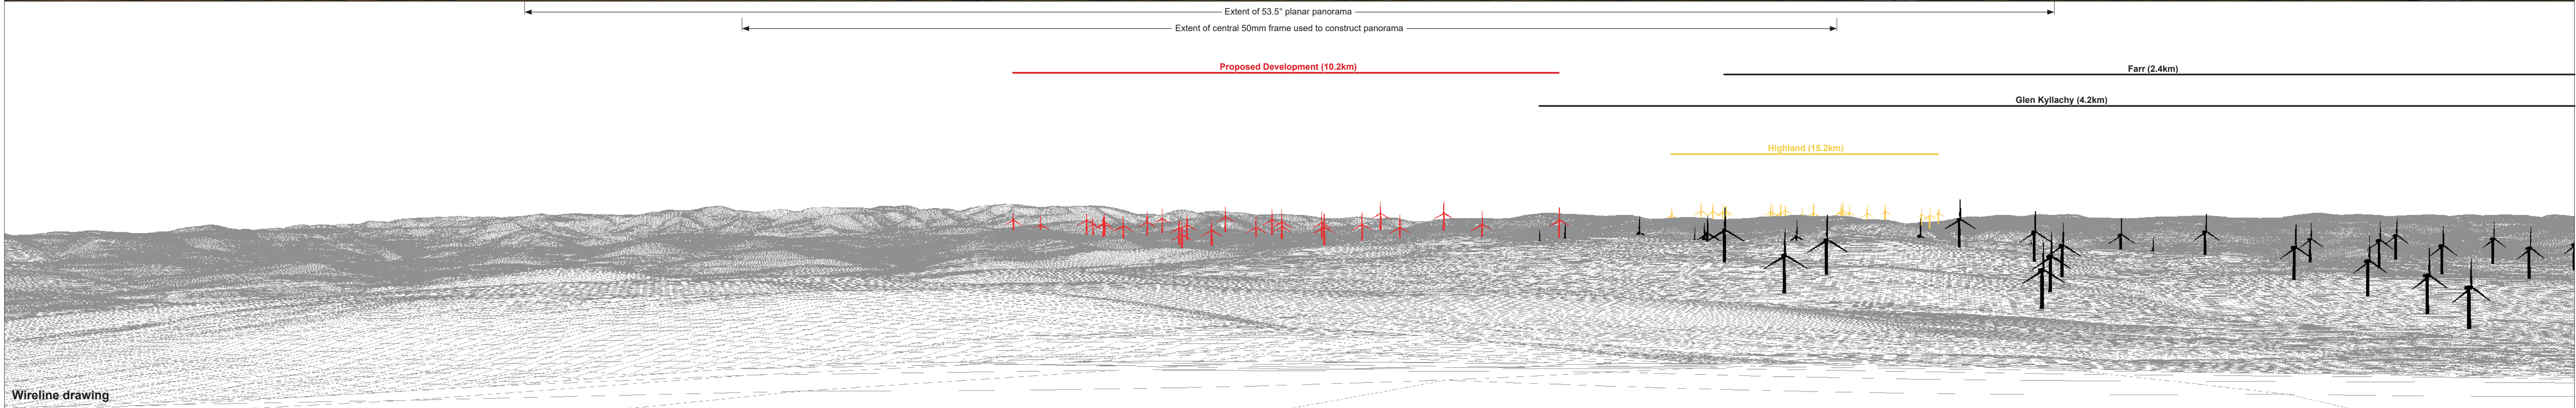 Extent of 53.5° planar panorama
Extent of central 50mm frame used to construct panorama
Proposed Development (10.2km)
Farr (2.4km)
Glen Kyllachy (4.2km)
Highland (15.2km)
Wireline drawing